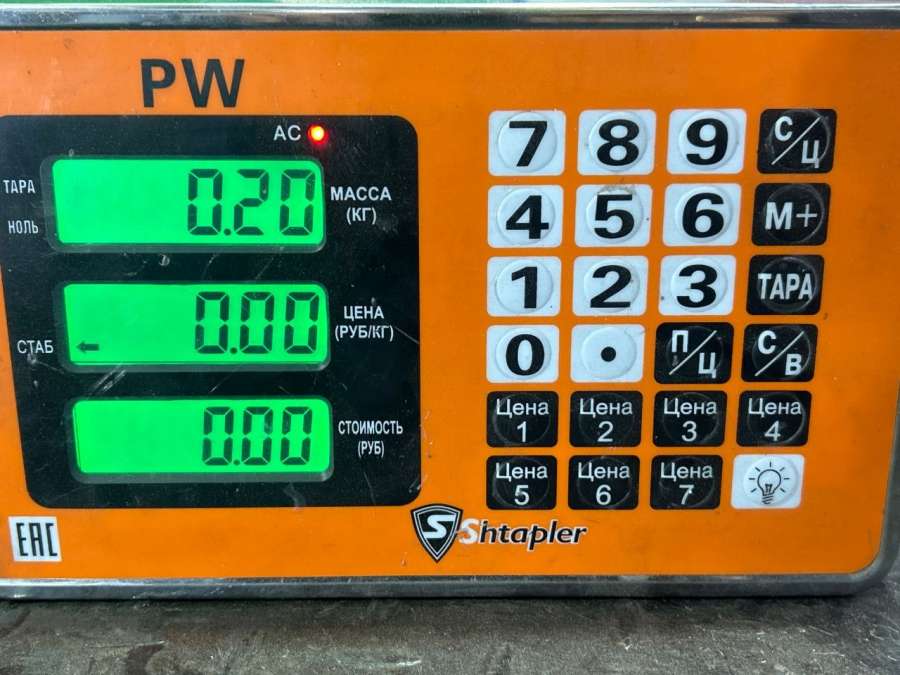 PW
AC
ТАРА
НОЛЬ
0.20
МАССА
(КГ)
СТАБ
0.00
ЦЕНА
(РУБ/КГ)
0.00
СТОИМОСТЬ
(РУБ)
7 8 9 С/Ц
4 5 6 М+
1 2 3 ТАРА
0 . П/Ц С/В
Цена 1 Цена 2 Цена 3 Цена 4
Цена 5 Цена 6 Цена 7
EAC
S Shtapler